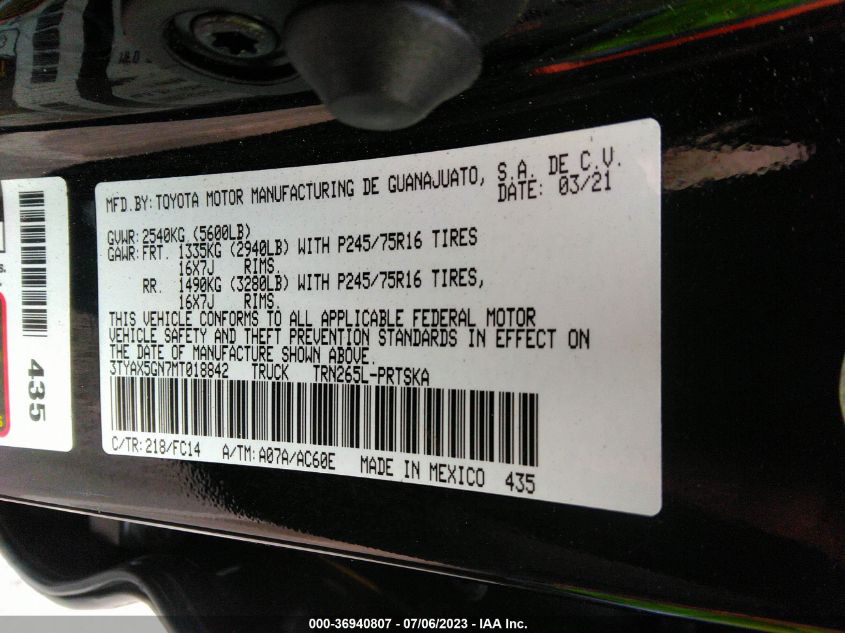 MFD.BY: TOYOTA MOTOR MANUFACTURING DE GUANAJUATO, S.A. DE C.V.
DATE: 03/21
GVWR: 2540KG (5600LB)
GAWR: FRT. 1335KG (2940LB) WITH P245/75R16 TIRES
16X7J RIMS.
RR. 1490KG (3280LB) WITH P245/75R16 TIRES,
16X7J RIMS.
THIS VEHICLE CONFORMS TO ALL APPLICABLE FEDERAL MOTOR
VEHICLE SAFETY AND THEFT PREVENTION STANDARDS IN EFFECT ON
THE DATE OF MANUFACTURE SHOWN ABOVE.
3TYAX5GN7MT018842 TRUCK TRN265L-PRTSKA
C/TR: 218/FC14 A/TM: A07A/AC60E MADE IN MEXICO 435
435
000-36940807 - 07/06/2023 - IAA Inc.